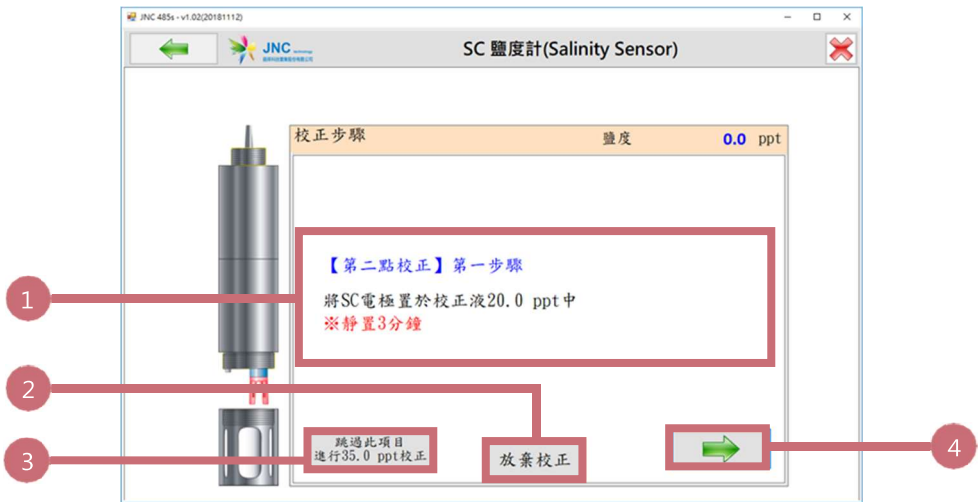 JNC 485s - v1.02(20181112)
JNC technology
SC 鹽度計(Salinity Sensor)
校正步驟 鹽度 0.0 ppt
【第二點校正】第一步驟
將SC電極置於校正液20.0 ppt中
※靜置3分鐘
跳過此項目
進行35.0 ppt校正
放棄校正
1
2
3
4